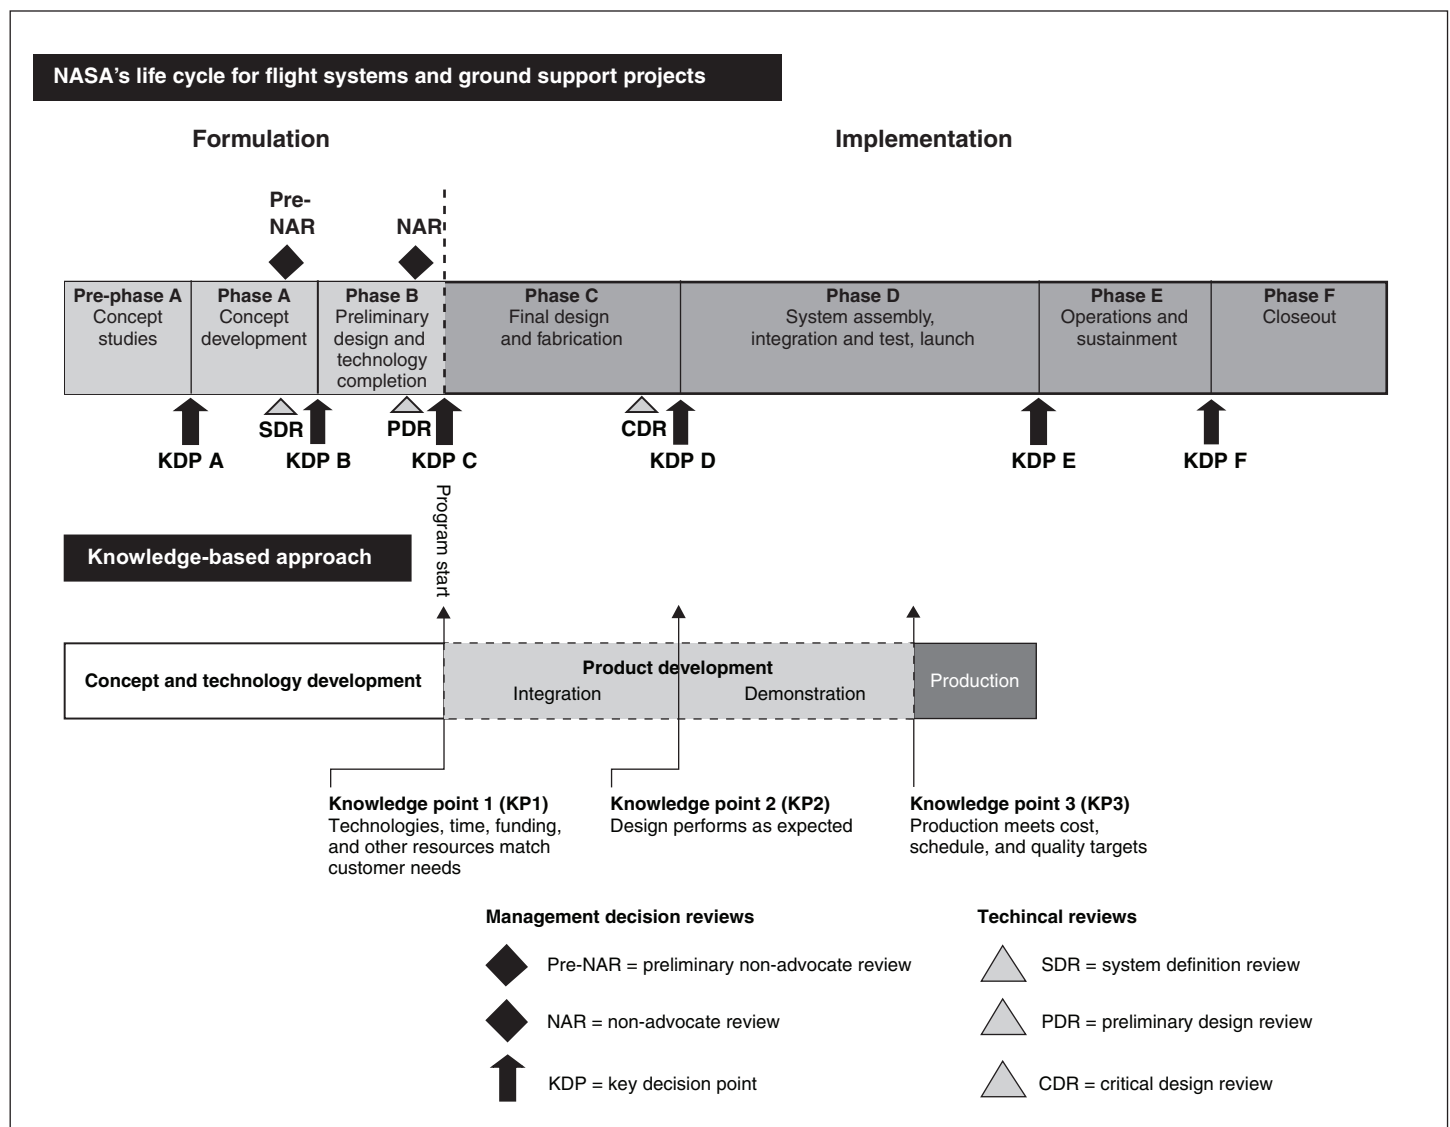 NASA's life cycle for flight systems and ground support projects
Formulation
Implementation
Pre-
NAR
NAR
Pre-phase A
Concept
studies
Phase A
Concept
development
Phase B
Preliminary
design and
technology
completion
Phase C
Final design
and fabrication
Phase D
System assembly,
integration and test, launch
Phase E
Operations and
sustainment
Phase F
Closeout
SDR
PDR
CDR
KDP A
KDP B
KDP C
KDP D
KDP E
KDP F
Program start
Knowledge-based approach
Concept and technology development
Product development
Integration
Demonstration
Production
Knowledge point 1 (KP1)
Technologies, time, funding,
and other resources match
customer needs
Knowledge point 2 (KP2)
Design performs as expected
Knowledge point 3 (KP3)
Production meets cost,
schedule, and quality targets
Management decision reviews
Pre-NAR = preliminary non-advocate review
NAR = non-advocate review
KDP = key decision point
Techincal reviews
SDR = system definition review
PDR = preliminary design review
CDR = critical design review